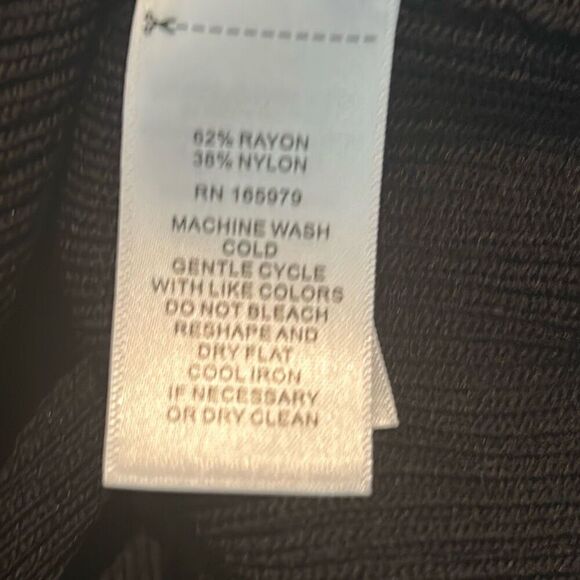 62% RAYON
38% NYLON
RN 165979
MACHINE WASH
COLD
GENTLE CYCLE
WITH LIKE COLORS
DO NOT BLEACH
RESHAPE AND
DRY FLAT
COOL IRON
IF NECESSARY
OR DRY CLEAN